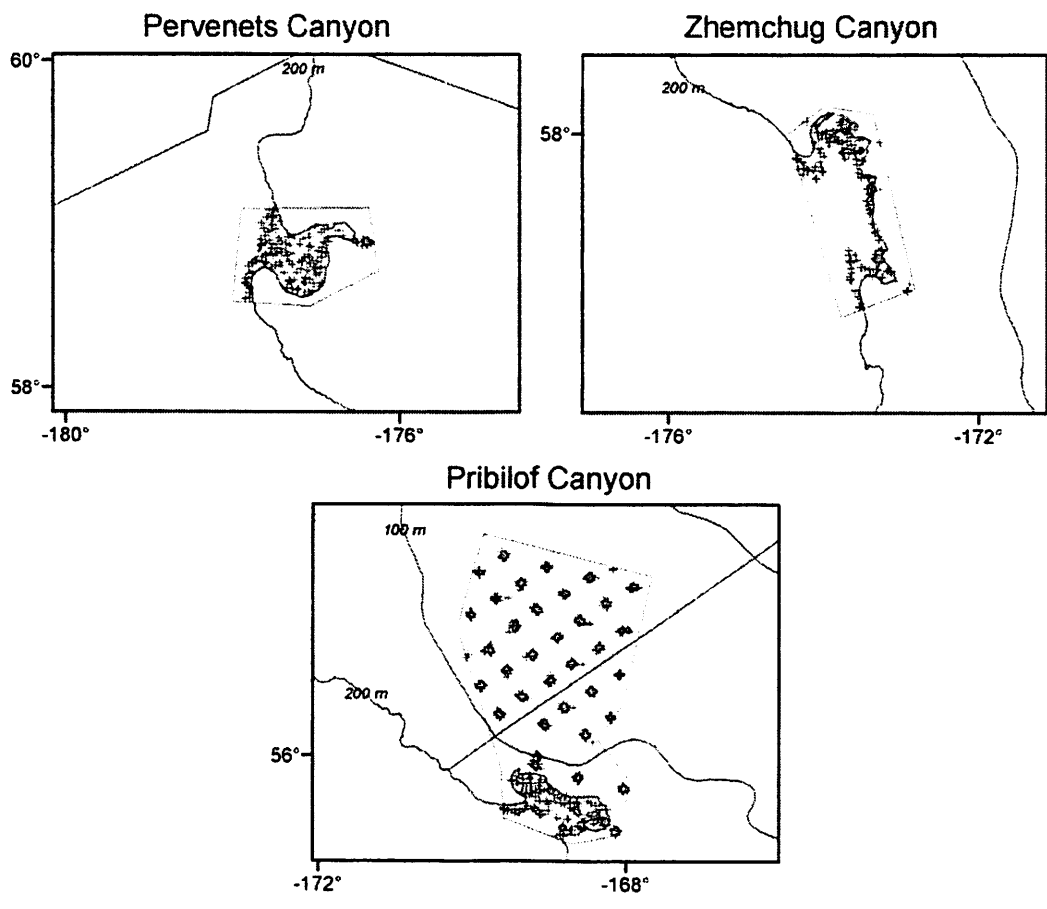 Pervenets Canyon
Zhemchug Canyon
60°
200 m
58°
-180°
-176°
200 m
58°
-176°
-172°
Pribilof Canyon
100 m
200 m
56°
-172°
-168°